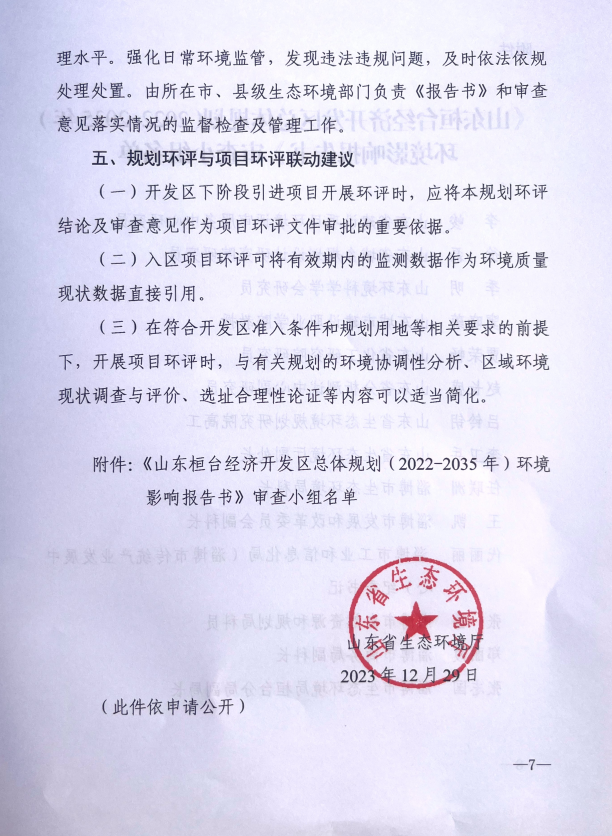 理水平。强化日常环境监管，发现违法违规问题，及时依法依规
处理处置。由所在市、县级生态环境部门负责《报告书》和审查
意见落实情况的监督检查及管理工作。
五、规划环评与项目环评联动建议
（一）开发区下阶段引进项目开展环评时，应将本规划环评
结论及审查意见作为项目环评文件审批的重要依据。
（二）入区项目环评可将有效期内的监测数据作为环境质量
现状数据直接引用。
（三）在符合开发区准入条件和规划用地等相关要求的前提
下，开展项目环评时，与有关规划的环境协调性分析、区域环境
现状调查与评价、选址合理性论证等内容可以适当简化。
附件：《山东桓台经济开发区总体规划（2022-2035 年）环境
影响报告书》审查小组名单
山东省生态环境厅
山东省生态环境厅
2023 年 12 月 29 日
（此件依申请公开）
—7—